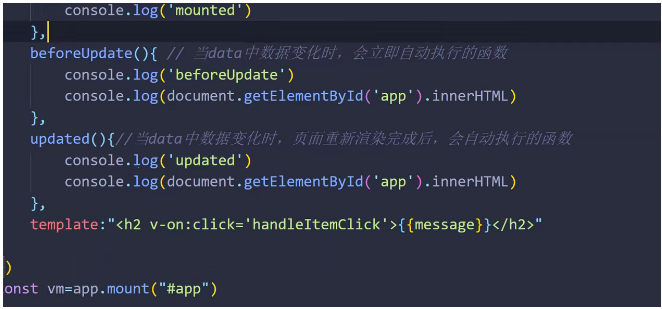 console.log('mounted')
},
beforeUpdate(){ // 当data中数据变化时，会立即自动执行的函数
console.log('beforeUpdate')
console.log(document.getElementById('app').innerHTML)
},
updated(){//当data中数据变化时，页面重新渲染完成后，会自动执行的函数
console.log('updated')
console.log(document.getElementById('app').innerHTML)
},
template:"<h2 v-on:click='handleItemClick'>{{message}}</h2>"
)
onst vm=app.mount("#app")